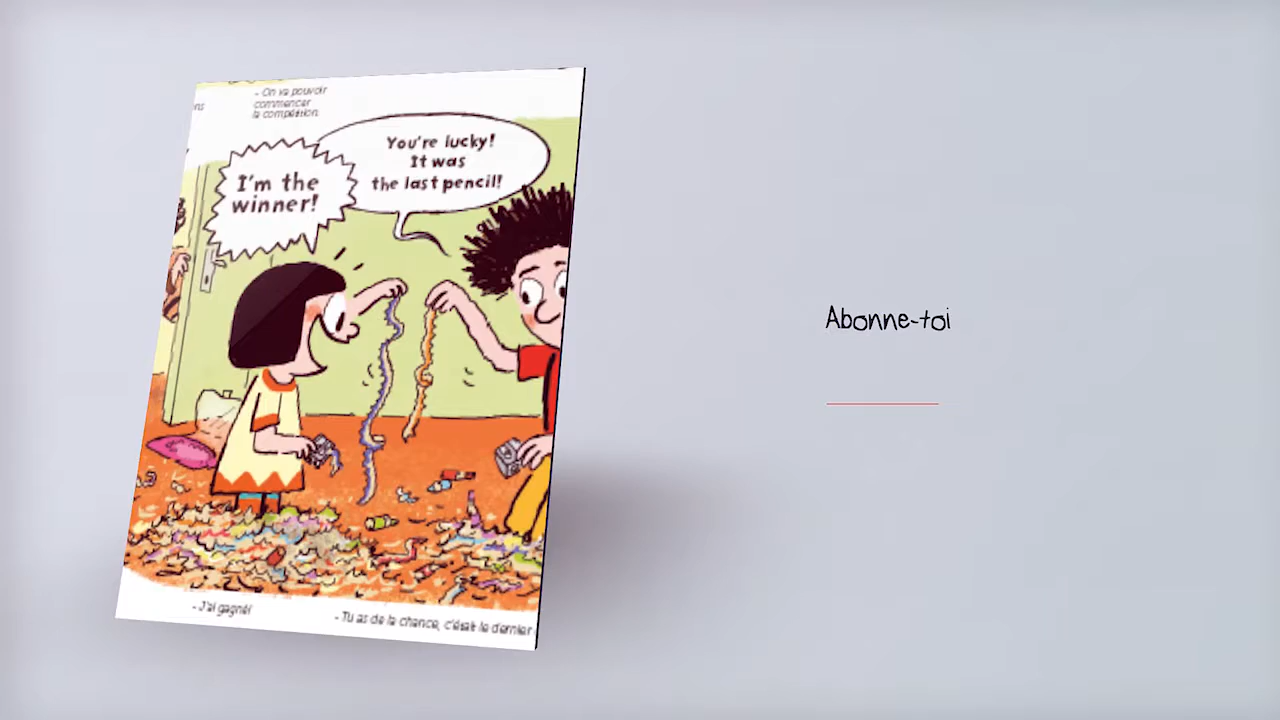 - On va pouvoir
commencer
la compétition.
You're lucky!
It was
the last pencil!
I'm the
winner!
Abonne-toi
- J'ai gagné!
- Tu as de la chance, c'était le dernier